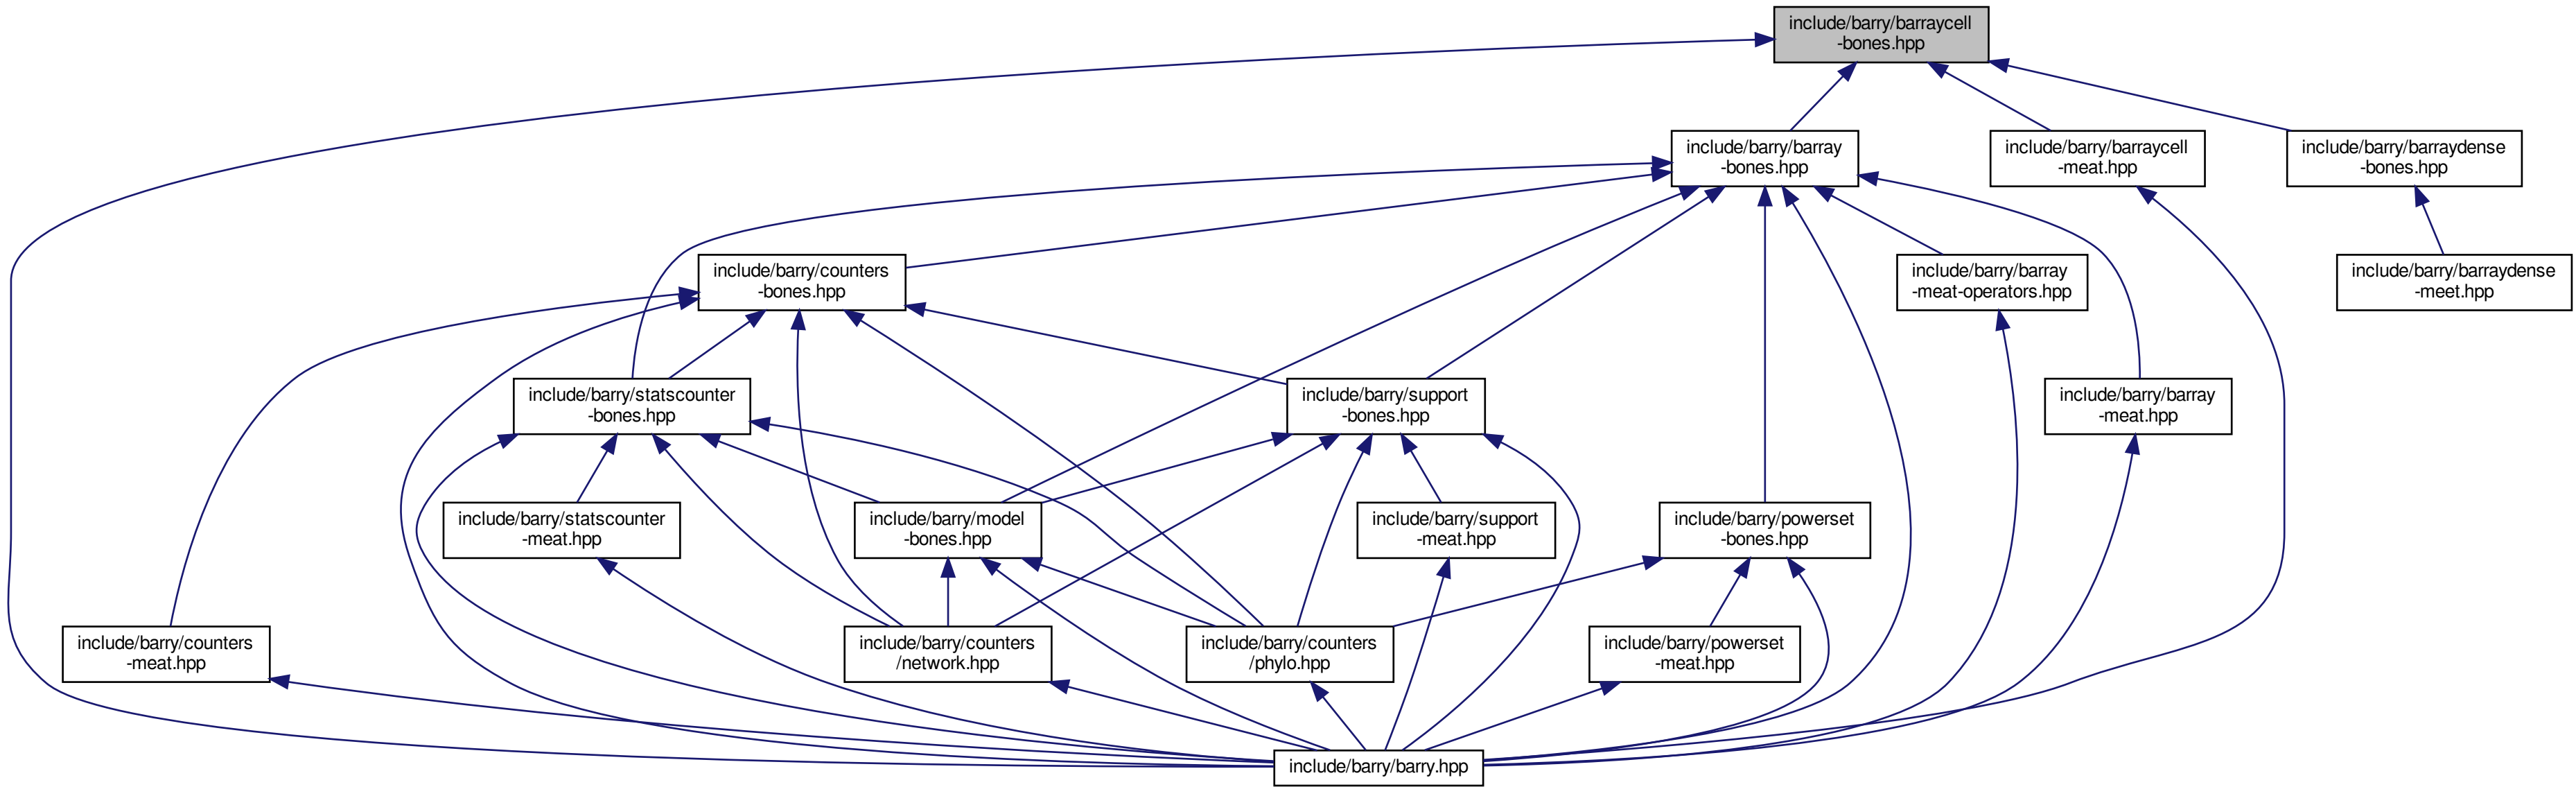 include/barry/barraycell
-bones.hpp
include/barry/barray
-bones.hpp
include/barry/barraycell
-meat.hpp
include/barry/barraydense
-bones.hpp
include/barry/counters
-bones.hpp
include/barry/barray
-meat-operators.hpp
include/barry/barraydense
-meet.hpp
include/barry/statscounter
-bones.hpp
include/barry/support
-bones.hpp
include/barry/barray
-meat.hpp
include/barry/statscounter
-meat.hpp
include/barry/model
-bones.hpp
include/barry/support
-meat.hpp
include/barry/powerset
-bones.hpp
include/barry/counters
-meat.hpp
include/barry/counters
/network.hpp
include/barry/counters
/phylo.hpp
include/barry/powerset
-meat.hpp
include/barry/barry.hpp